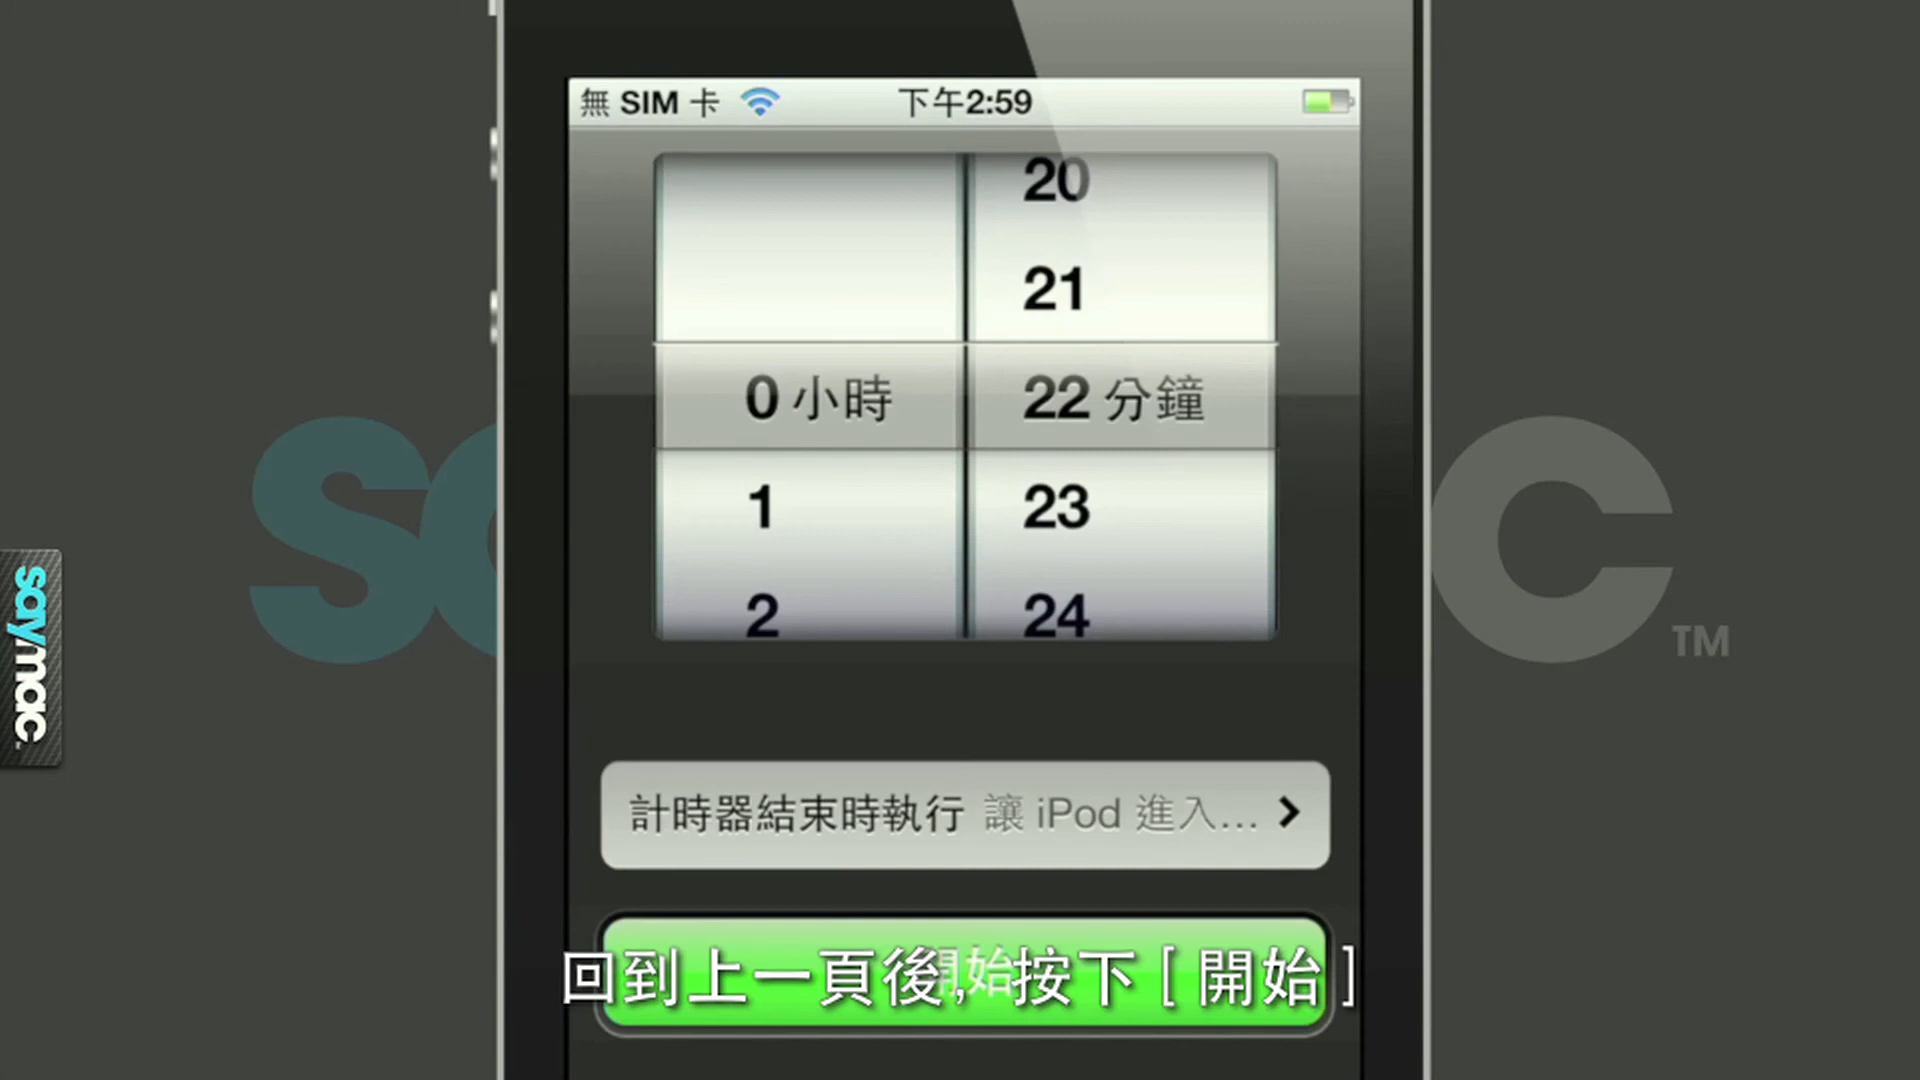 無 SIM 卡 下午2:59
20
21
0 小時 22 分鐘
1 23
2 24
計時器結束時執行 讓 iPod 進入...
開始
回到上一頁後, 按下 [ 開始 ]
saymac
S C TM